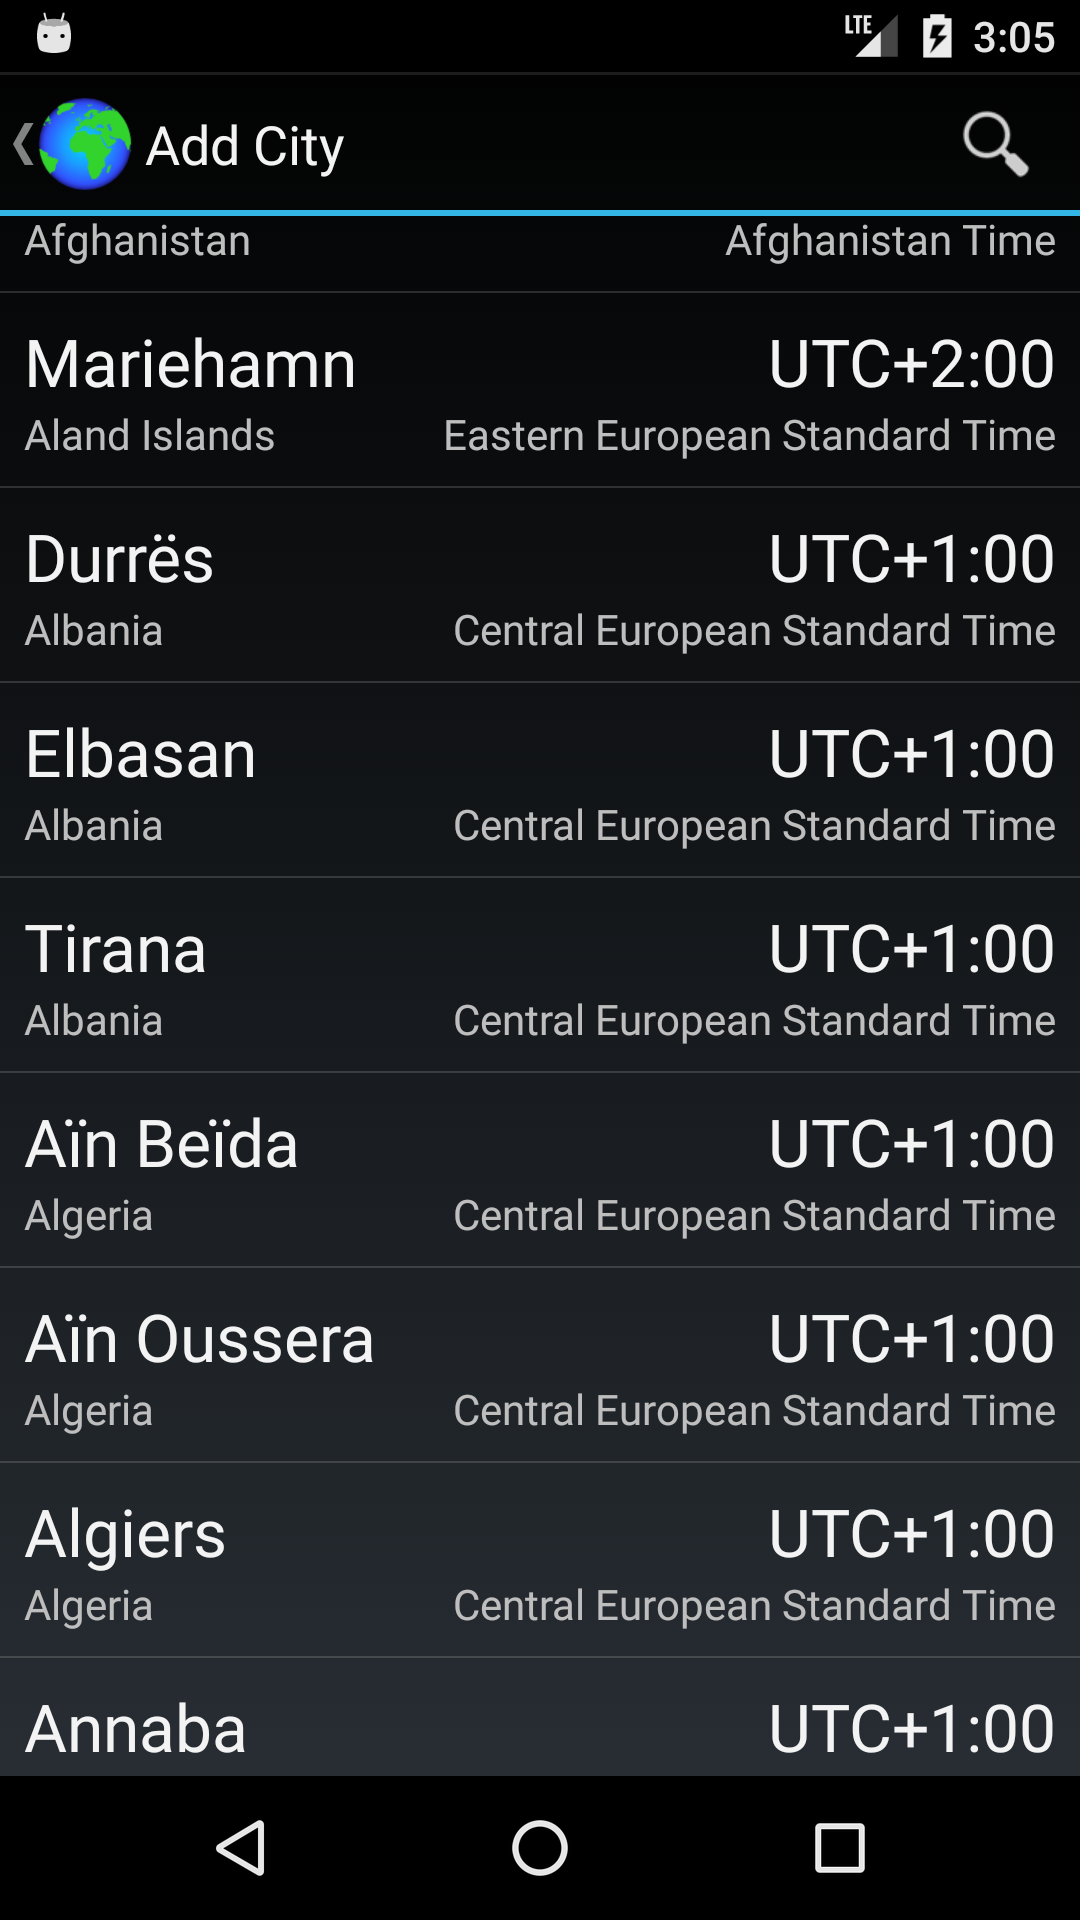 LTE 3:05
Add City
Afghanistan Afghanistan Time
Mariehamn UTC+2:00
Aland Islands Eastern European Standard Time
Durrës UTC+1:00
Albania Central European Standard Time
Elbasan UTC+1:00
Albania Central European Standard Time
Tirana UTC+1:00
Albania Central European Standard Time
Aïn Beïda UTC+1:00
Algeria Central European Standard Time
Aïn Oussera UTC+1:00
Algeria Central European Standard Time
Algiers UTC+1:00
Algeria Central European Standard Time
Annaba UTC+1:00